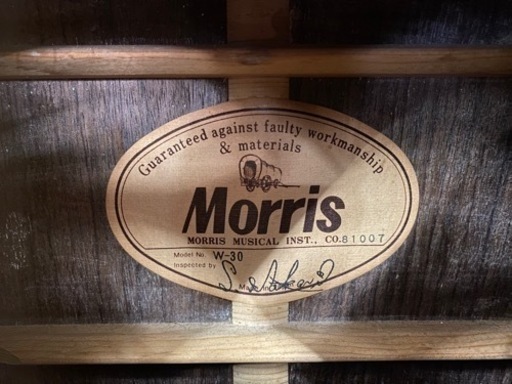 Guaranteed against faulty workmanship
& materials
Morris
MORRIS MUSICAL INST., CO. 81007
Model No. W-30
Inspected by